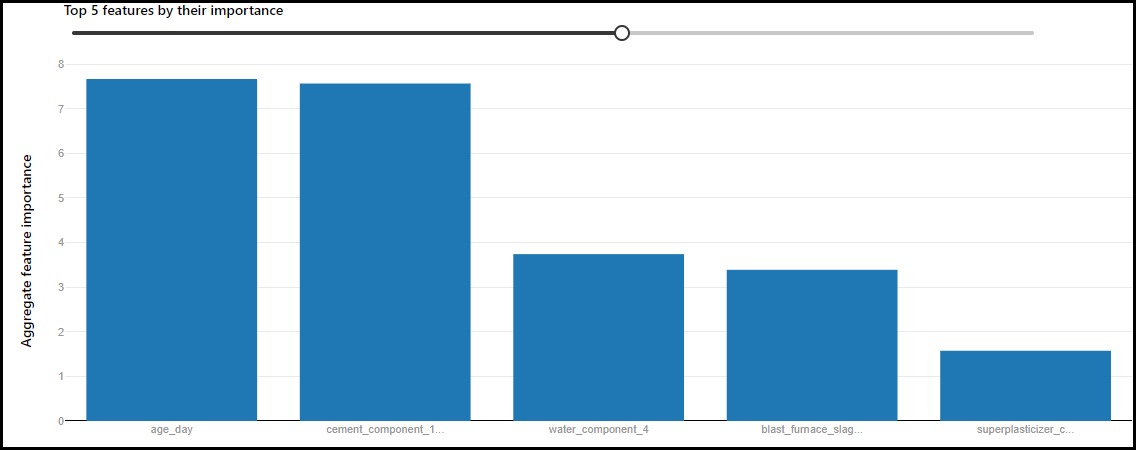 Top 5 features by their importance
8
7
6
5
4
3
2
1
0
Aggregate feature importance
age_day
cement_component_1...
water_component_4
blast_furnace_slag...
superplasticizer_c...